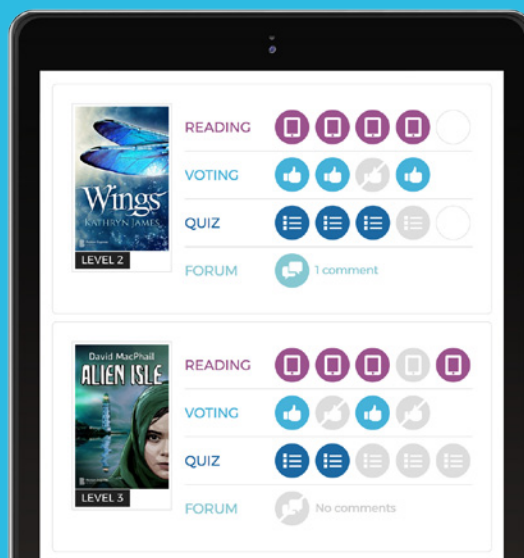 READING
VOTING
Wings
KATHRYN JAMES
QUIZ
LEVEL 2
FORUM
1 comment
David MacPhail
ALIEN ISLE
READING
VOTING
QUIZ
LEVEL 3
FORUM
No comments